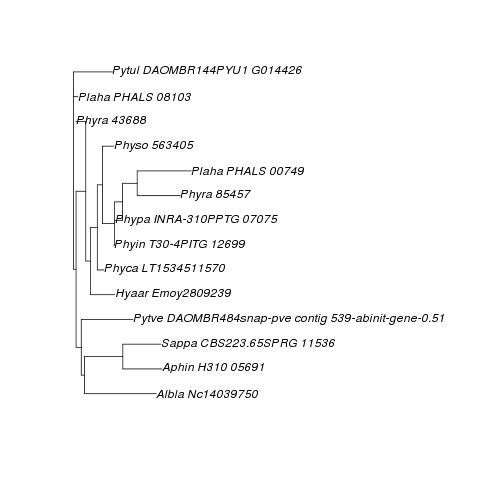 Pytul DAOMBR144PYU1 G014426
Plaha PHALS 08103
Phyra 43688
Physo 563405
Plaha PHALS 00749
Phyra 85457
Phypa INRA-310PPTG 07075
Phyin T30-4PITG 12699
Phyca LT1534511570
Hyaar Emoy2809239
Pytve DAOMBR484snap-pve contig 539-abinit-gene-0.51
Sappa CBS223.65SPRG 11536
Aphin H310 05691
Albla Nc14039750